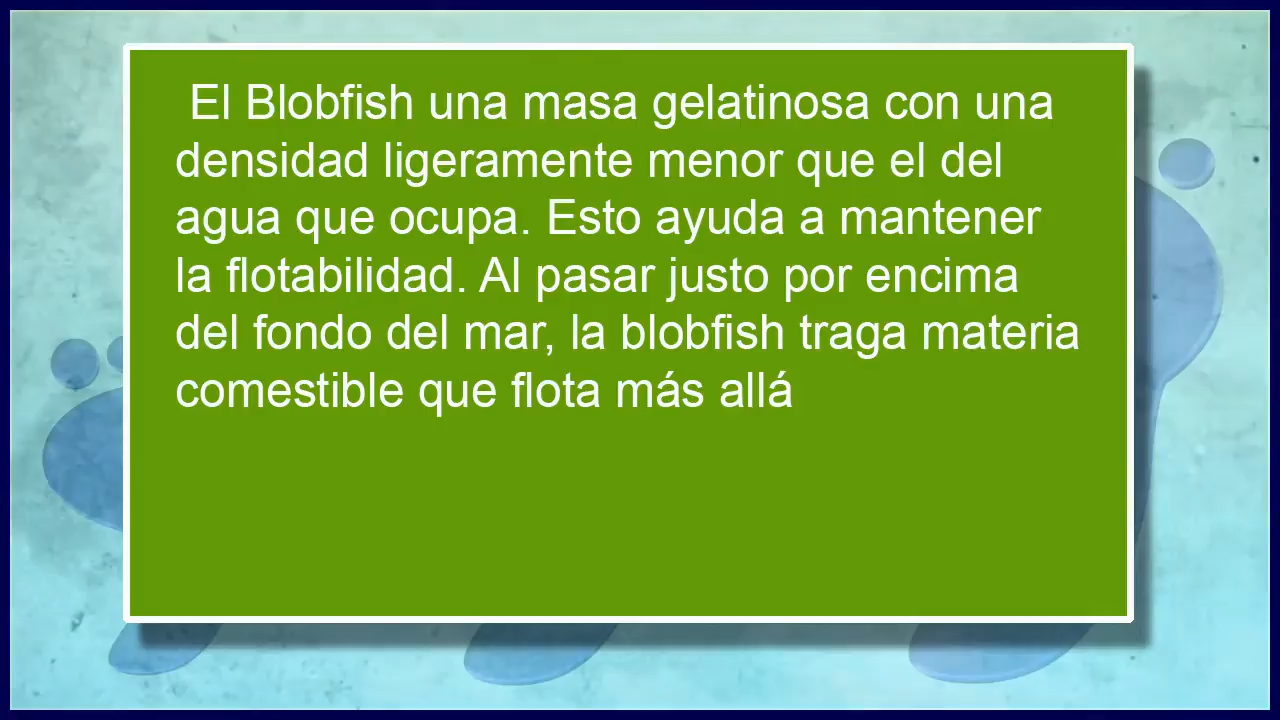 El Blobfish una masa gelatinosa con una
densidad ligeramente menor que el del
agua que ocupa. Esto ayuda a mantener
la flotabilidad. Al pasar justo por encima
del fondo del mar, la blobfish traga materia
comestible que flota más allá